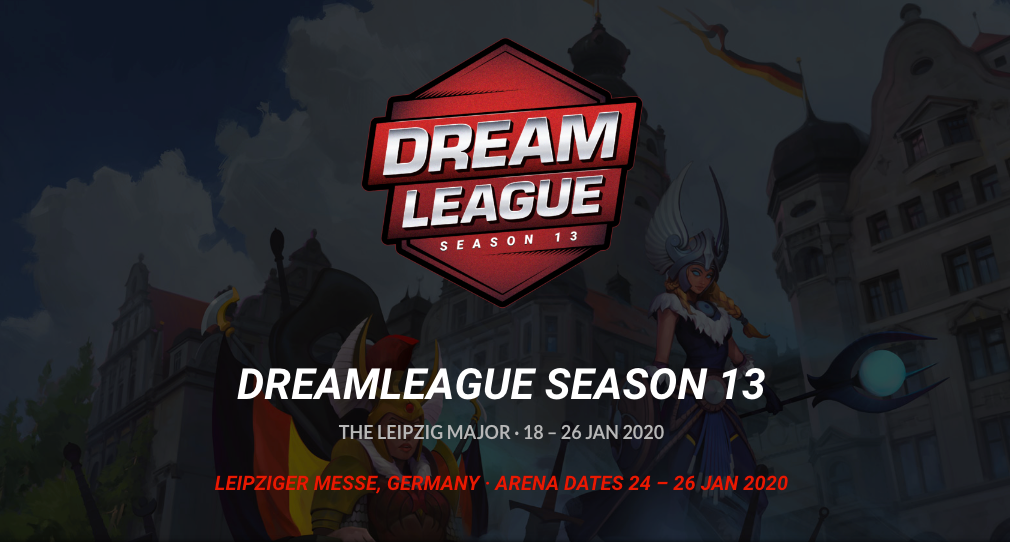 DREAM
LEAGUE
SEASON 13
DREAMLEAGUE SEASON 13
THE LEIPZIG MAJOR · 18 – 26 JAN 2020
LEIPZIGER MESSE, GERMANY · ARENA DATES 24 – 26 JAN 2020